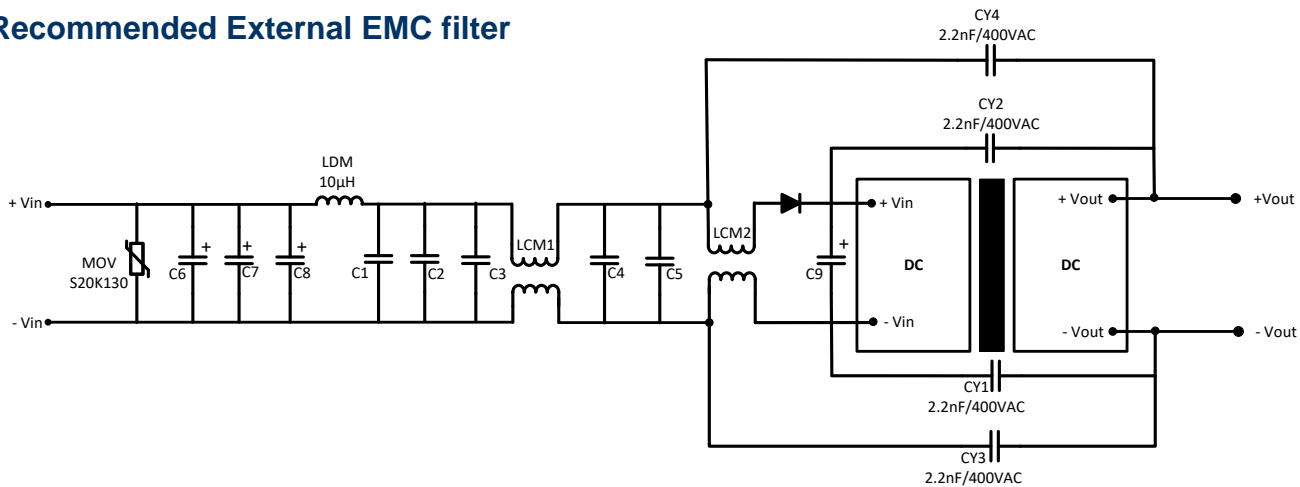 Recommended External EMC filter
CY4
2.2nF/400VAC
CY2
2.2nF/400VAC
LDM
10µH
+ Vin
MOV
S20K130
+
C6
+
C7
+
C8
C1
C2
C3
LCM1
C4
C5
LCM2
+
C9
+ Vin
DC
- Vin
+ Vout
DC
- Vout
+Vout
- Vout
- Vin
CY1
2.2nF/400VAC
CY3
2.2nF/400VAC